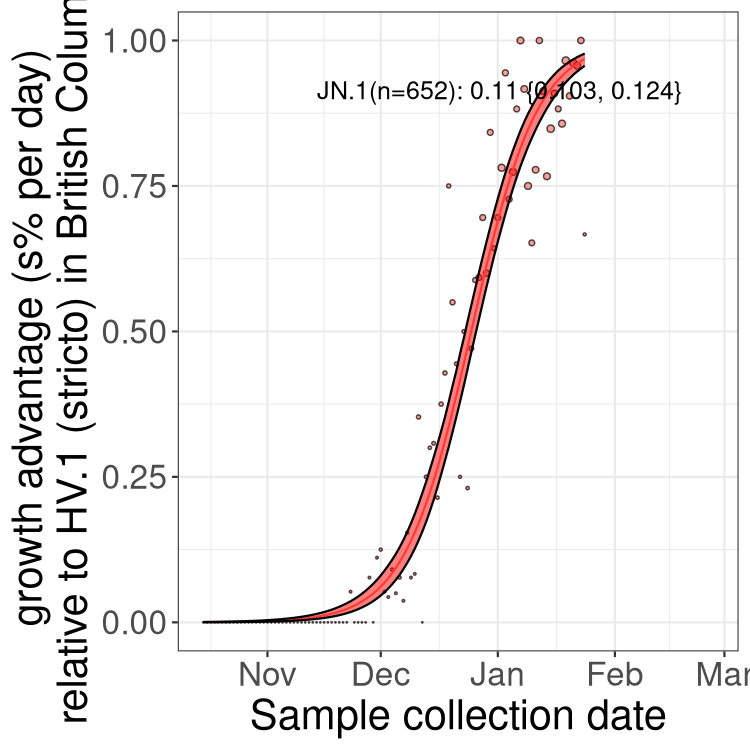 growth advantage (s% per day)
relative to HV.1 (stricto) in British Colum
1.00
0.75
0.50
0.25
0.00
JN.1(n=652): 0.11 {0.103, 0.124}
Nov Dec Jan Feb Mar
Sample collection date